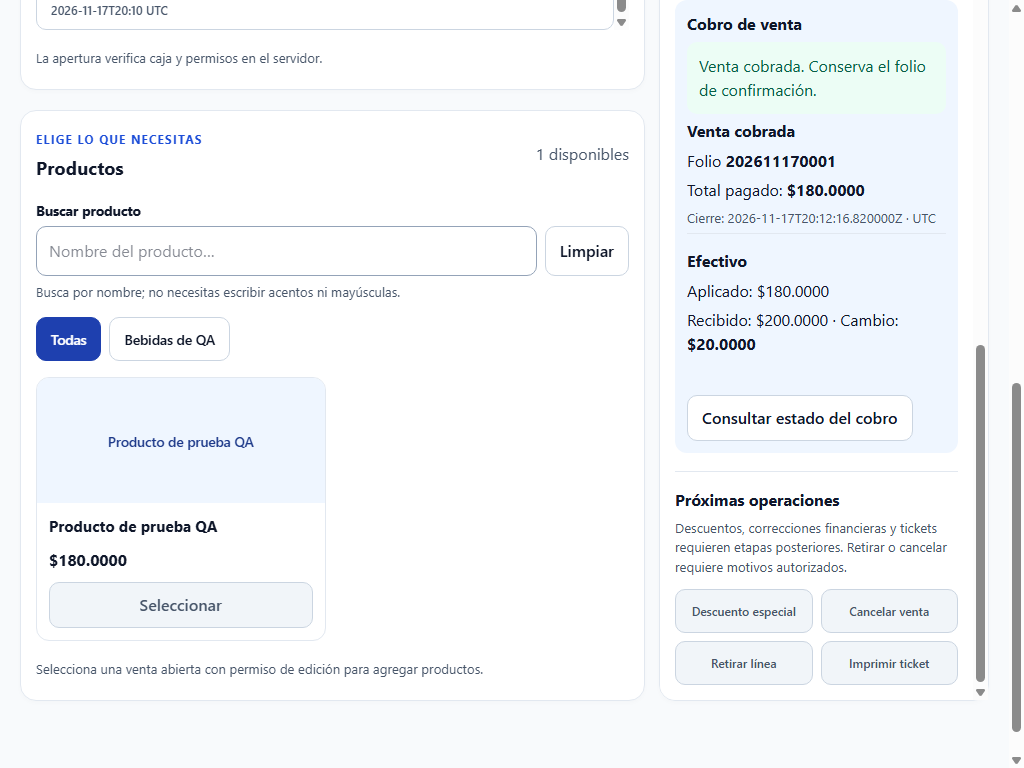 2026-11-17T20:10 UTC
La apertura verifica caja y permisos en el servidor.
ELIGE LO QUE NECESITAS
Productos
1 disponibles
Buscar producto
Nombre del producto...
Limpiar
Busca por nombre; no necesitas escribir acentos ni mayúsculas.
Todas
Bebidas de QA
Producto de prueba QA
Producto de prueba QA
$180.0000
Seleccionar
Selecciona una venta abierta con permiso de edición para agregar productos.
Cobro de venta
Venta cobrada. Conserva el folio
de confirmación.
Venta cobrada
Folio 202611170001
Total pagado: $180.0000
Cierre: 2026-11-17T20:12:16.820000Z · UTC
Efectivo
Aplicado: $180.0000
Recibido: $200.0000 · Cambio:
$20.0000
Consultar estado del cobro
Próximas operaciones
Descuentos, correcciones financieras y tickets
requieren etapas posteriores. Retirar o cancelar
requiere motivos autorizados.
Descuento especial
Cancelar venta
Retirar línea
Imprimir ticket